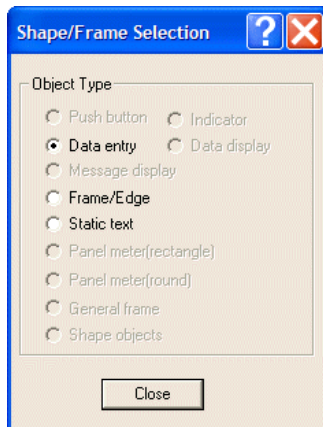 Shape/Frame Selection
Object Type
Push button Indicator
Data entry Data display
Message display
Frame/Edge
Static text
Panel meter(rectangle)
Panel meter(round)
General frame
Shape objects
Close